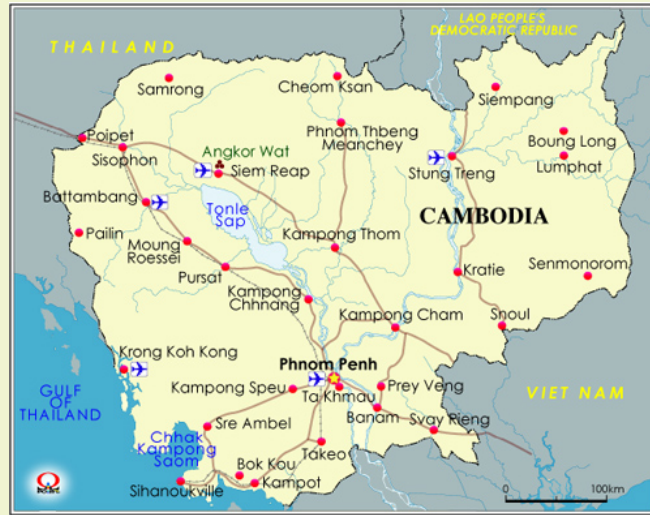 LAO PEOPLE'S
DEMOCRATIC REPUBLIC
THAILAND
Samrong
Cheom Ksan
Siempang
Poipet
Phnom Thbeng
Meanchey
Boung Long
Sisophon
Angkor Wat
Siem Reap
Stung Treng
Lumphat
Battambang
Tonle
Sap
CAMBODIA
Pailin
Moung
Roessei
Kampong Thom
Pursat
Kratie
Senmonorom
Kampong
Chhnang
Kampong Cham
Snoul
Krong Koh Kong
Phnom Penh
GULF OF
THAILAND
Kampong Speu
Ta Khmau
Prey Veng
VIET NAM
Banam
Sre Ambel
Svay Rieng
Chhak
Kampong
Saom
Takeo
Bok Kou
Sihanoukville
Kampot
0
100km